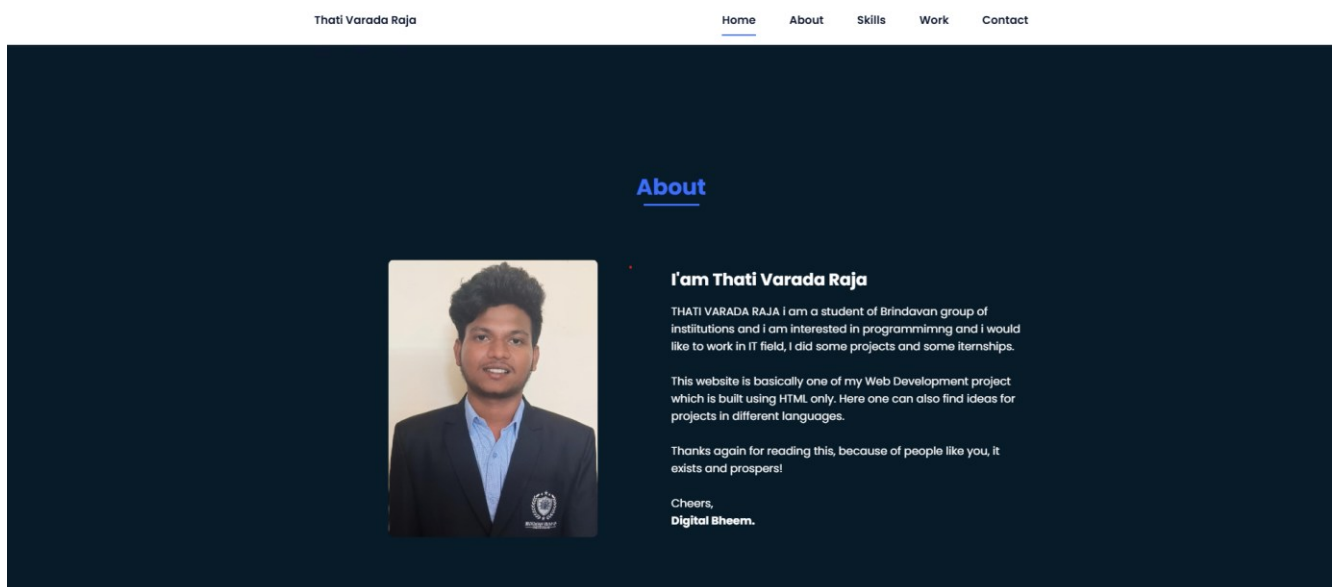 Thati Varada Raja
Home About Skills Work Contact
About
I'am Thati Varada Raja
THATI VARADA RAJA i am a student of Brindavan group of
instiitutions and i am interested in programmimng and i would
like to work in IT field, I did some projects and some iternships.
This website is basically one of my Web Development project
which is built using HTML only. Here one can also find ideas for
projects in different languages.
Thanks again for reading this, because of people like you, it
exists and prospers!
Cheers,
Digital Bheem.